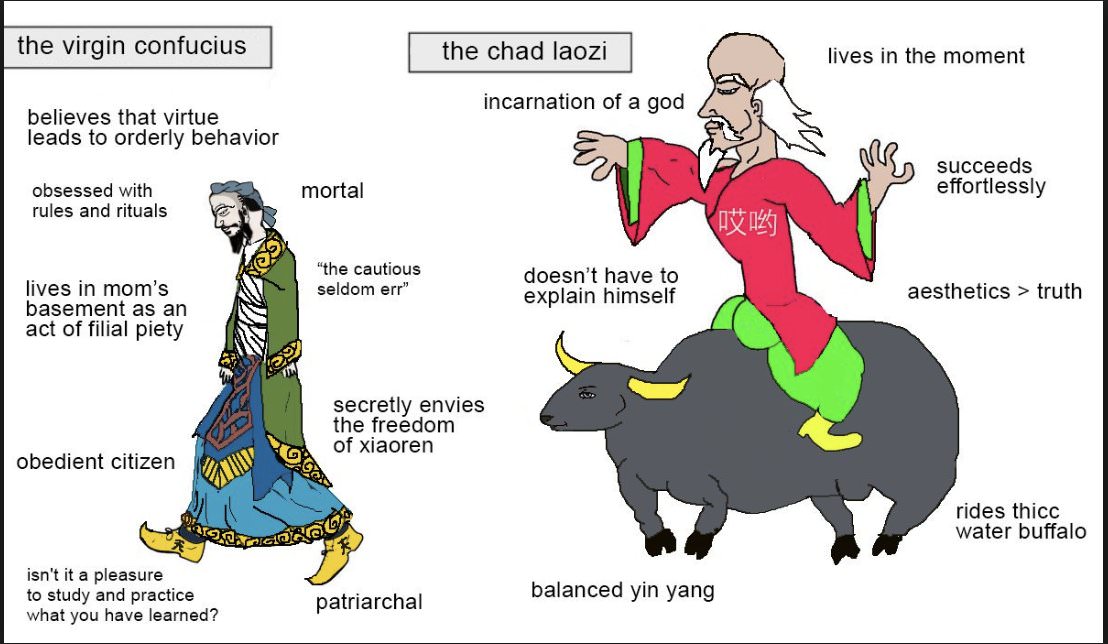 the virgin confucius
believes that virtue
leads to orderly behavior
obsessed with
rules and rituals
mortal
lives in mom's
basement as an
act of filial piety
“the cautious
seldom err”
secretly envies
the freedom
of xiaoren
obedient citizen
isn't it a pleasure
to study and practice
what you have learned?
patriarchal
the chad laozi
lives in the moment
incarnation of a god
succeeds
effortlessly
哎哟
doesn't have to
explain himself
aesthetics > truth
rides thicc
water buffalo
balanced yin yang